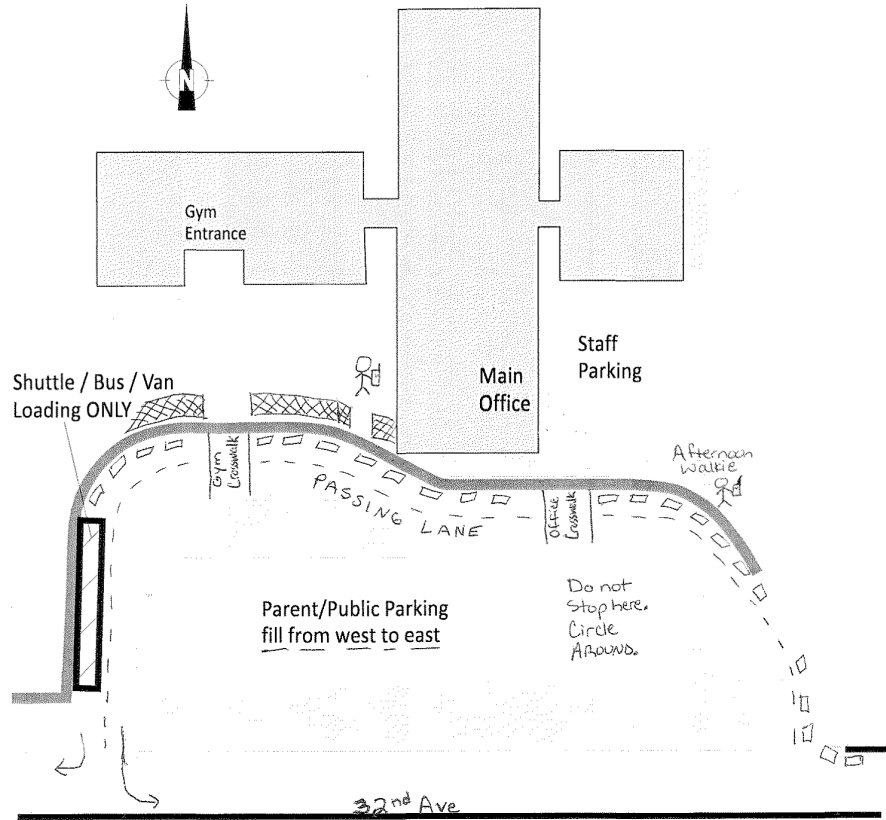 N
Gym
Entrance
Staff
Parking
Main
Office
Shuttle / Bus / Van
Loading ONLY
Afternoon
Walkie
Gym
Crosswalk
PASSING LANE
Office
Crosswalk
Do not
Stop here.
Circle
AROUND.
Parent/Public Parking
fill from west to east
32nd Ave